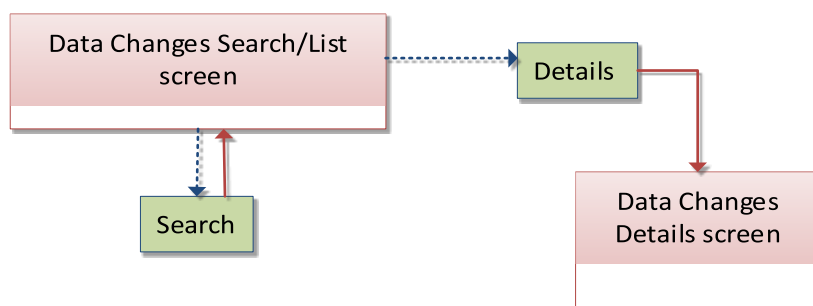 Data Changes Search/List
screen
Details
Search
Data Changes
Details screen